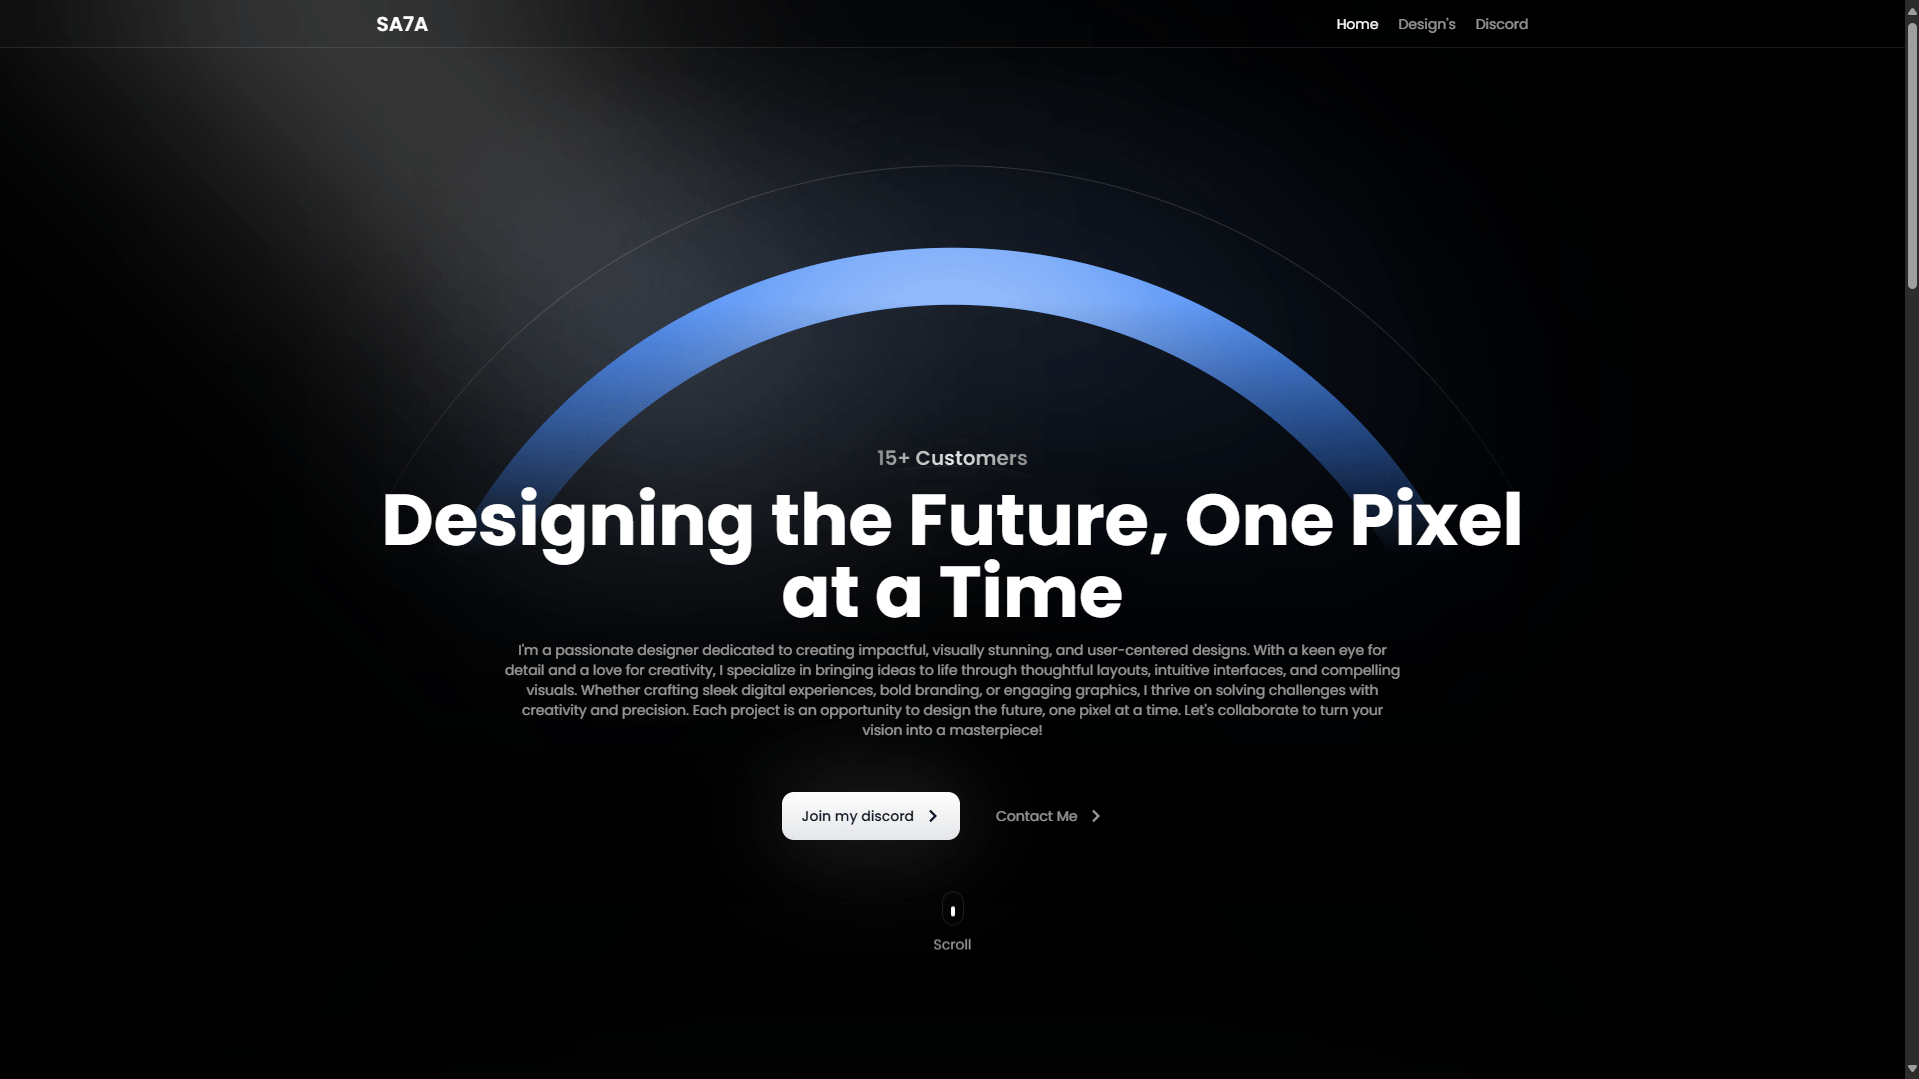 SA7A
Home
Design's
Discord
15+ Customers
Designing the Future, One Pixel
at a Time
I'm a passionate designer dedicated to creating impactful, visually stunning, and user-centered designs. With a keen eye for
detail and a love for creativity, I specialize in bringing ideas to life through thoughtful layouts, intuitive interfaces, and compelling
visuals. Whether crafting sleek digital experiences, bold branding, or engaging graphics, I thrive on solving challenges with
creativity and precision. Each project is an opportunity to design the future, one pixel at a time. Let's collaborate to turn your
vision into a masterpiece!
Join my discord
Contact Me
Scroll